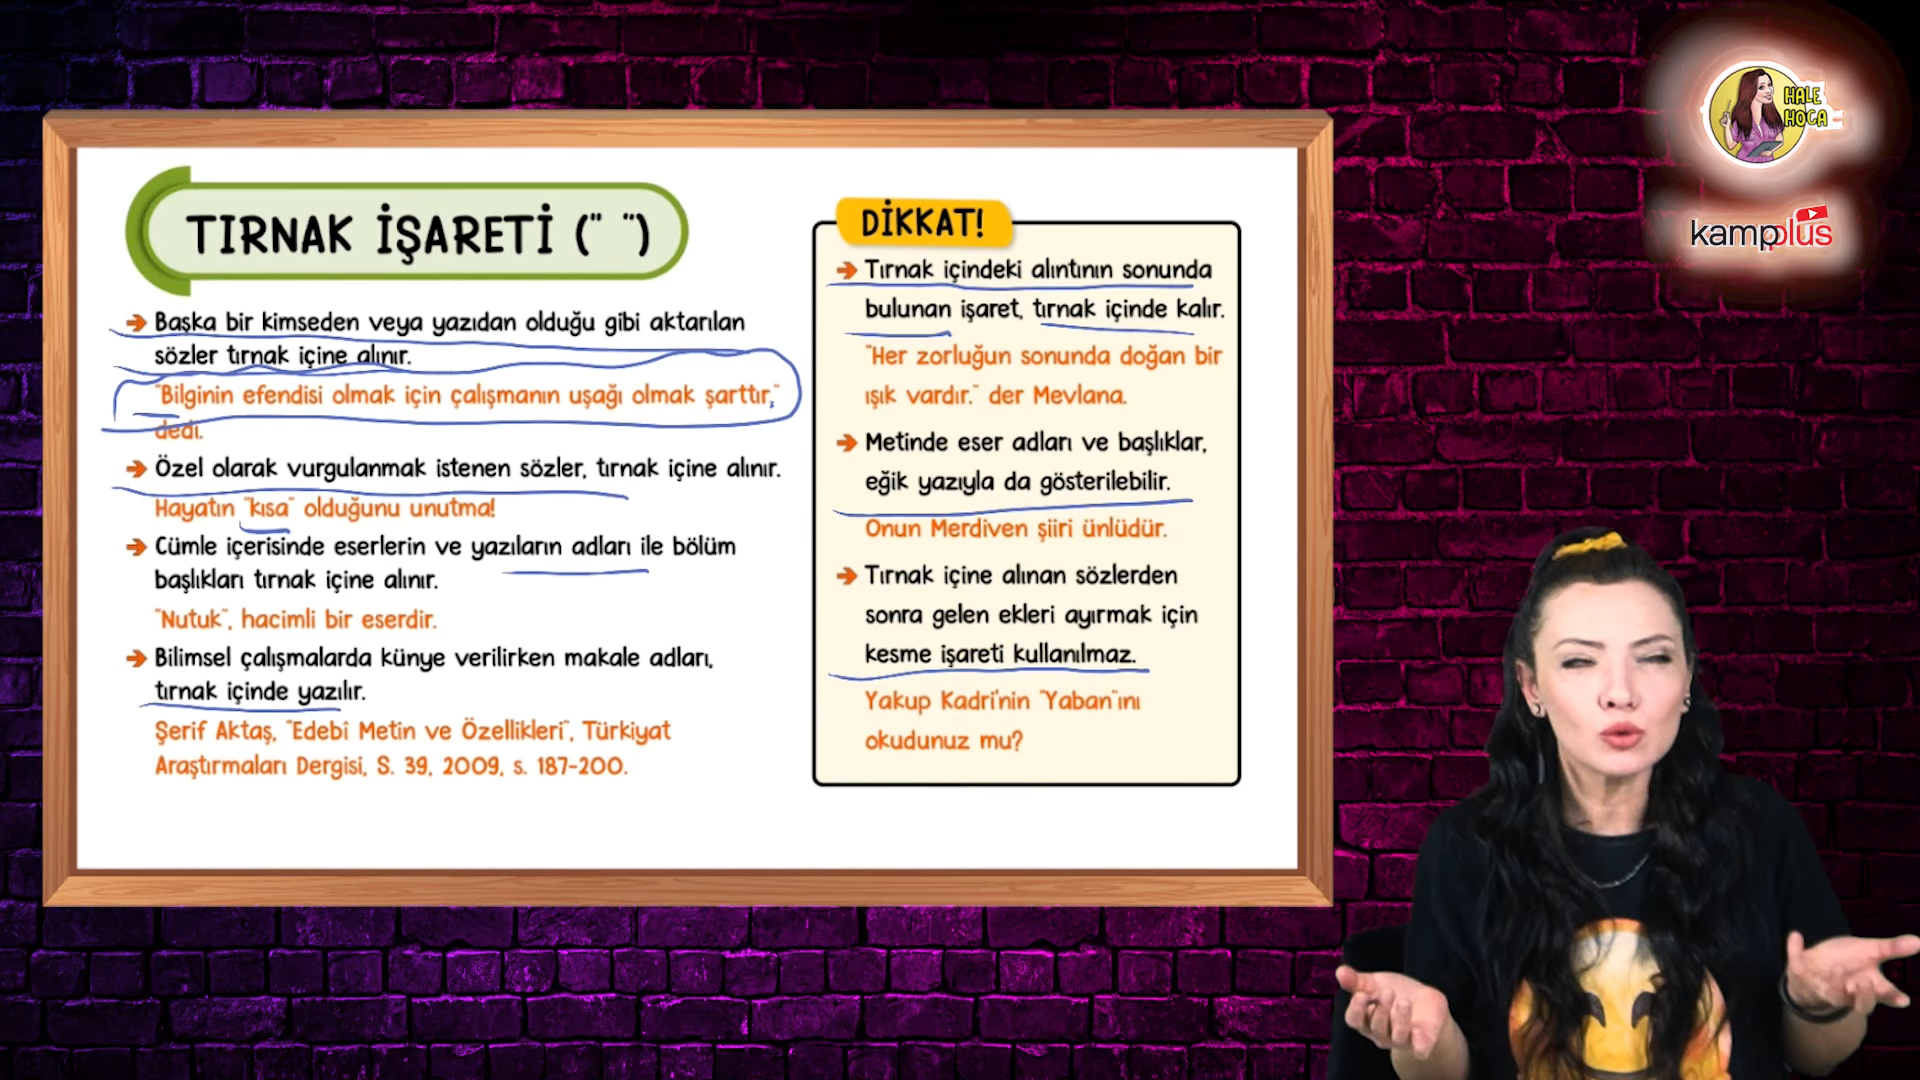 TIRNAK İŞARETİ (" ")
Başka bir kimseden veya yazıdan olduğu gibi aktarılan
sözler tırnak içine alınır.
"Bilginin efendisi olmak için çalışmanın uşağı olmak şarttır,"
dedi.
Özel olarak vurgulanmak istenen sözler, tırnak içine alınır.
Hayatın "kısa" olduğunu unutma!
Cümle içerisinde eserlerin ve yazıların adları ile bölüm
başlıkları tırnak içine alınır.
"Nutuk", hacimli bir eserdir.
Bilimsel çalışmalarda künye verilirken makale adları,
tırnak içinde yazılır.
Şerif Aktaş, "Edebî Metin ve Özellikleri", Türkiyat
Araştırmaları Dergisi, S. 39, 2009, s. 187-200.
DİKKAT!
Tırnak içindeki alıntının sonunda
bulunan işaret, tırnak içinde kalır.
"Her zorluğun sonunda doğan bir
ışık vardır." der Mevlana.
Metinde eser adları ve başlıklar,
eğik yazıyla da gösterilebilir.
Onun Merdiven şiiri ünlüdür.
Tırnak içine alınan sözlerden
sonra gelen ekleri ayırmak için
kesme işareti kullanılmaz.
Yakup Kadri'nin "Yaban"ını
okudunuz mu?
HALE
HOCA
kampplus